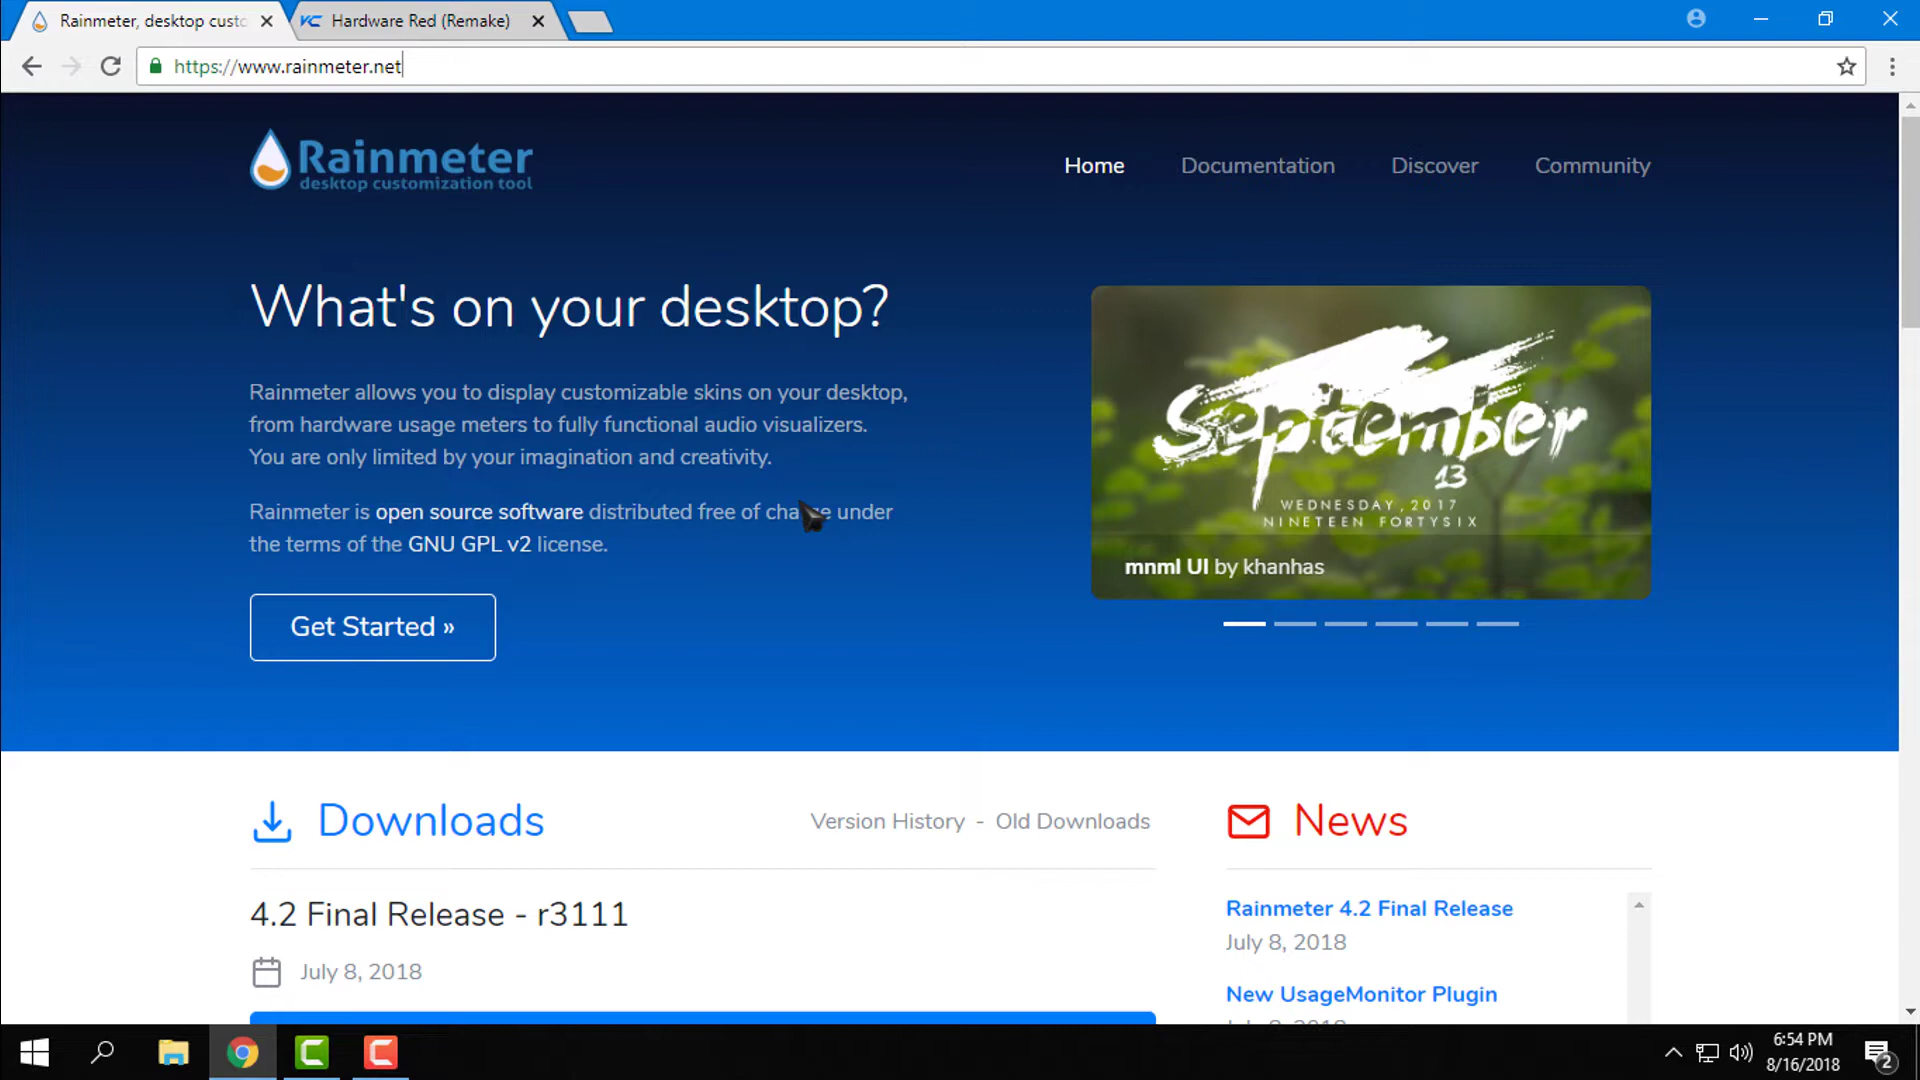 Rainmeter, desktop custo
Hardware Red (Remake)
https://www.rainmeter.net
Rainmeter
desktop customization tool
Home
Documentation
Discover
Community
What's on your desktop?
Rainmeter allows you to display customizable skins on your desktop,
from hardware usage meters to fully functional audio visualizers.
You are only limited by your imagination and creativity.
Rainmeter is open source software distributed free of charge under
the terms of the GNU GPL v2 license.
Get Started »
September
13
WEDNESDAY, 2017
NINETEEN FORTYSIX
mnml UI by khanhas
Downloads
Version History - Old Downloads
4.2 Final Release - r3111
July 8, 2018
News
Rainmeter 4.2 Final Release
July 8, 2018
New UsageMonitor Plugin
6:54 PM
8/16/2018
2